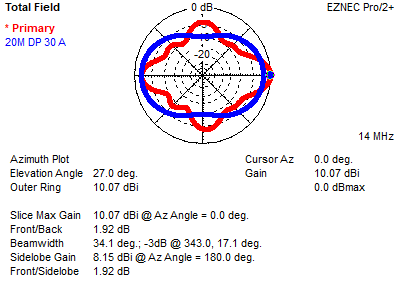 Total Field
0 dB
EZNEC Pro/2+
* Primary
20M DP 30 A
-20
14 MHz
Azimuth Plot
Cursor Az 0.0 deg.
Elevation Angle 27.0 deg.
Gain 10.07 dBi
Outer Ring 10.07 dBi
0.0 dBmax
Slice Max Gain 10.07 dBi @ Az Angle = 0.0 deg.
Front/Back 1.92 dB
Beamwidth 34.1 deg.; -3dB @ 343.0, 17.1 deg.
Sidelobe Gain 8.15 dBi @ Az Angle = 180.0 deg.
Front/Sidelobe 1.92 dB